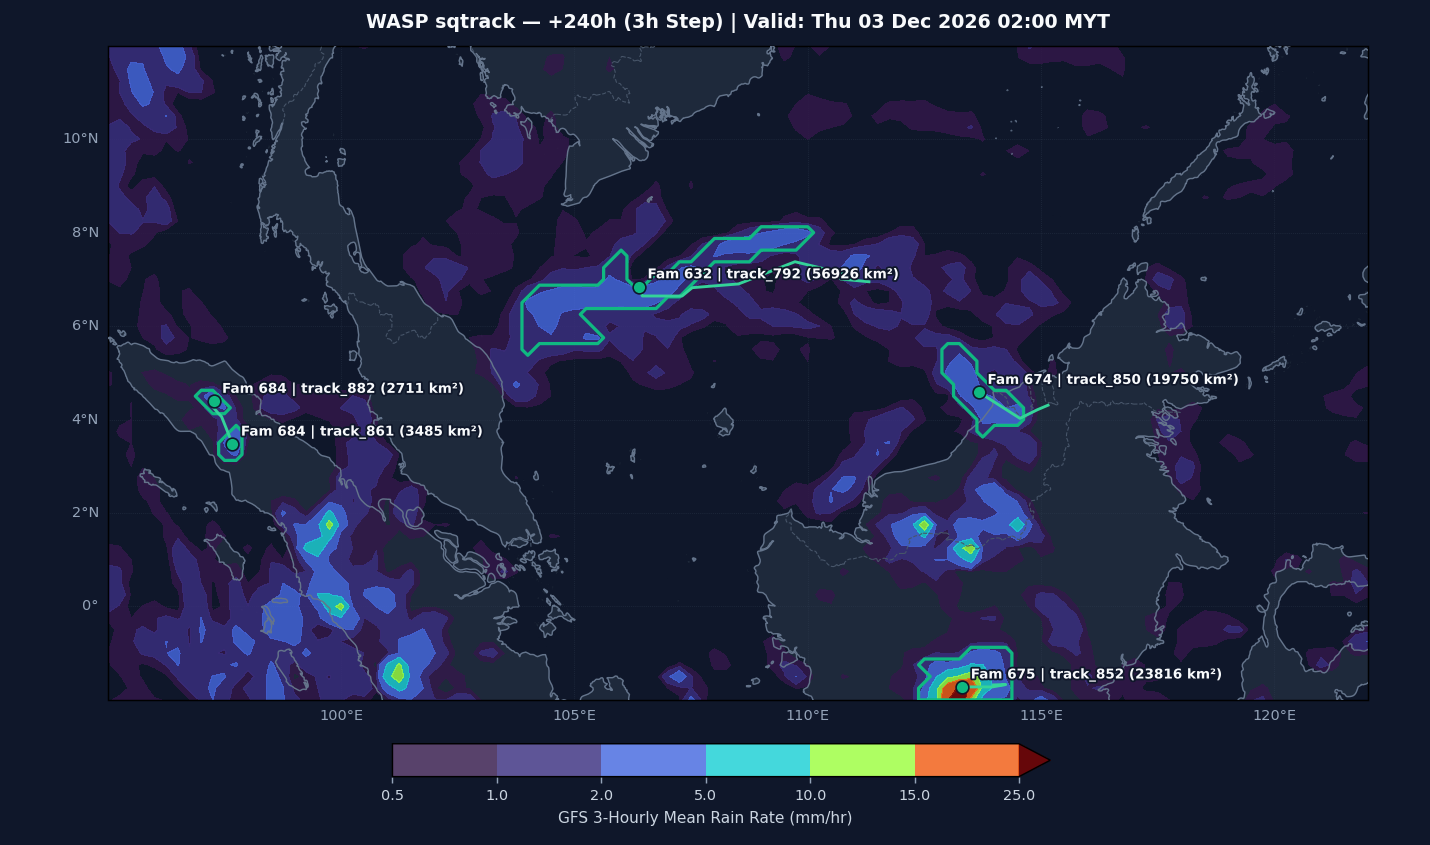 WASP sqtrack — +240h (3h Step) | Valid: Thu 03 Dec 2026 02:00 MYT
10°N
8°N
6°N
4°N
2°N
0°
Fam 632 | track_792 (56926 km²)
Fam 674 | track_850 (19750 km²)
Fam 684 | track_882 (2711 km²)
Fam 684 | track_861 (3485 km²)
Fam 675 | track_852 (23816 km²)
100°E 105°E 110°E 115°E 120°E
0.5 1.0 2.0 5.0 10.0 15.0 25.0
GFS 3-Hourly Mean Rain Rate (mm/hr)